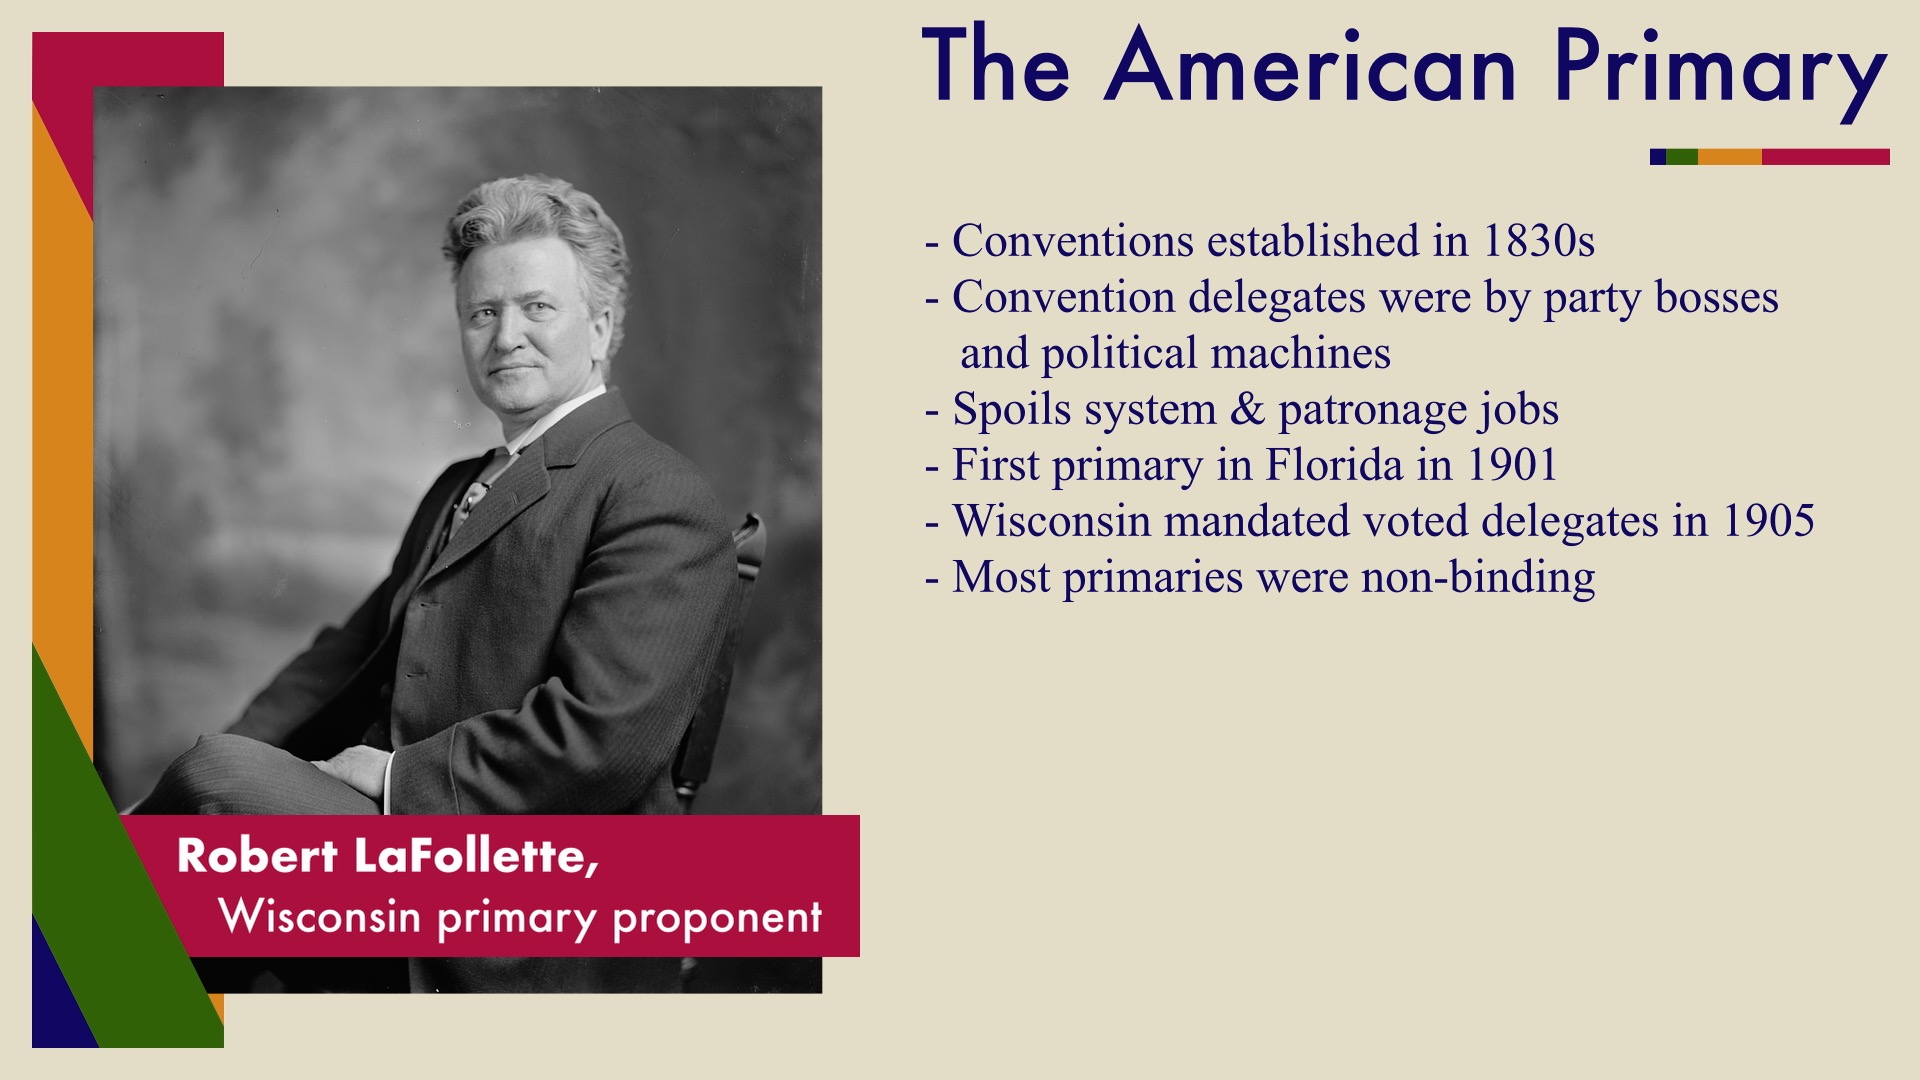 The American Primary
- Conventions established in 1830s
- Convention delegates were by party bosses
and political machines
- Spoils system & patronage jobs
- First primary in Florida in 1901
- Wisconsin mandated voted delegates in 1905
- Most primaries were non-binding
Robert LaFollette,
Wisconsin primary proponent